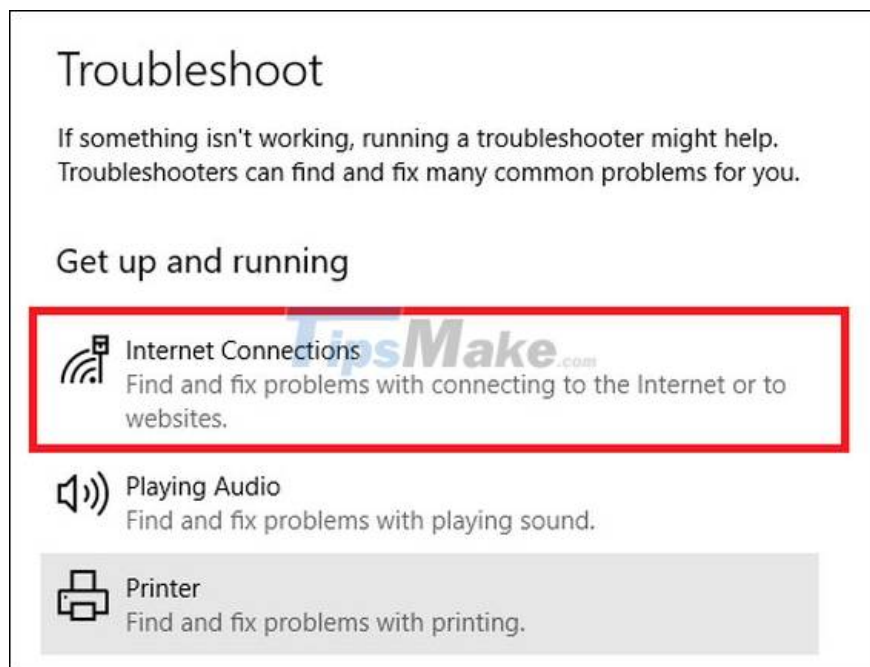 Troubleshoot
If something isn't working, running a troubleshooter might help.
Troubleshooters can find and fix many common problems for you.
Get up and running
TipsMake.com
Internet Connections
Find and fix problems with connecting to the Internet or to
websites.
Playing Audio
Find and fix problems with playing sound.
Printer
Find and fix problems with printing.